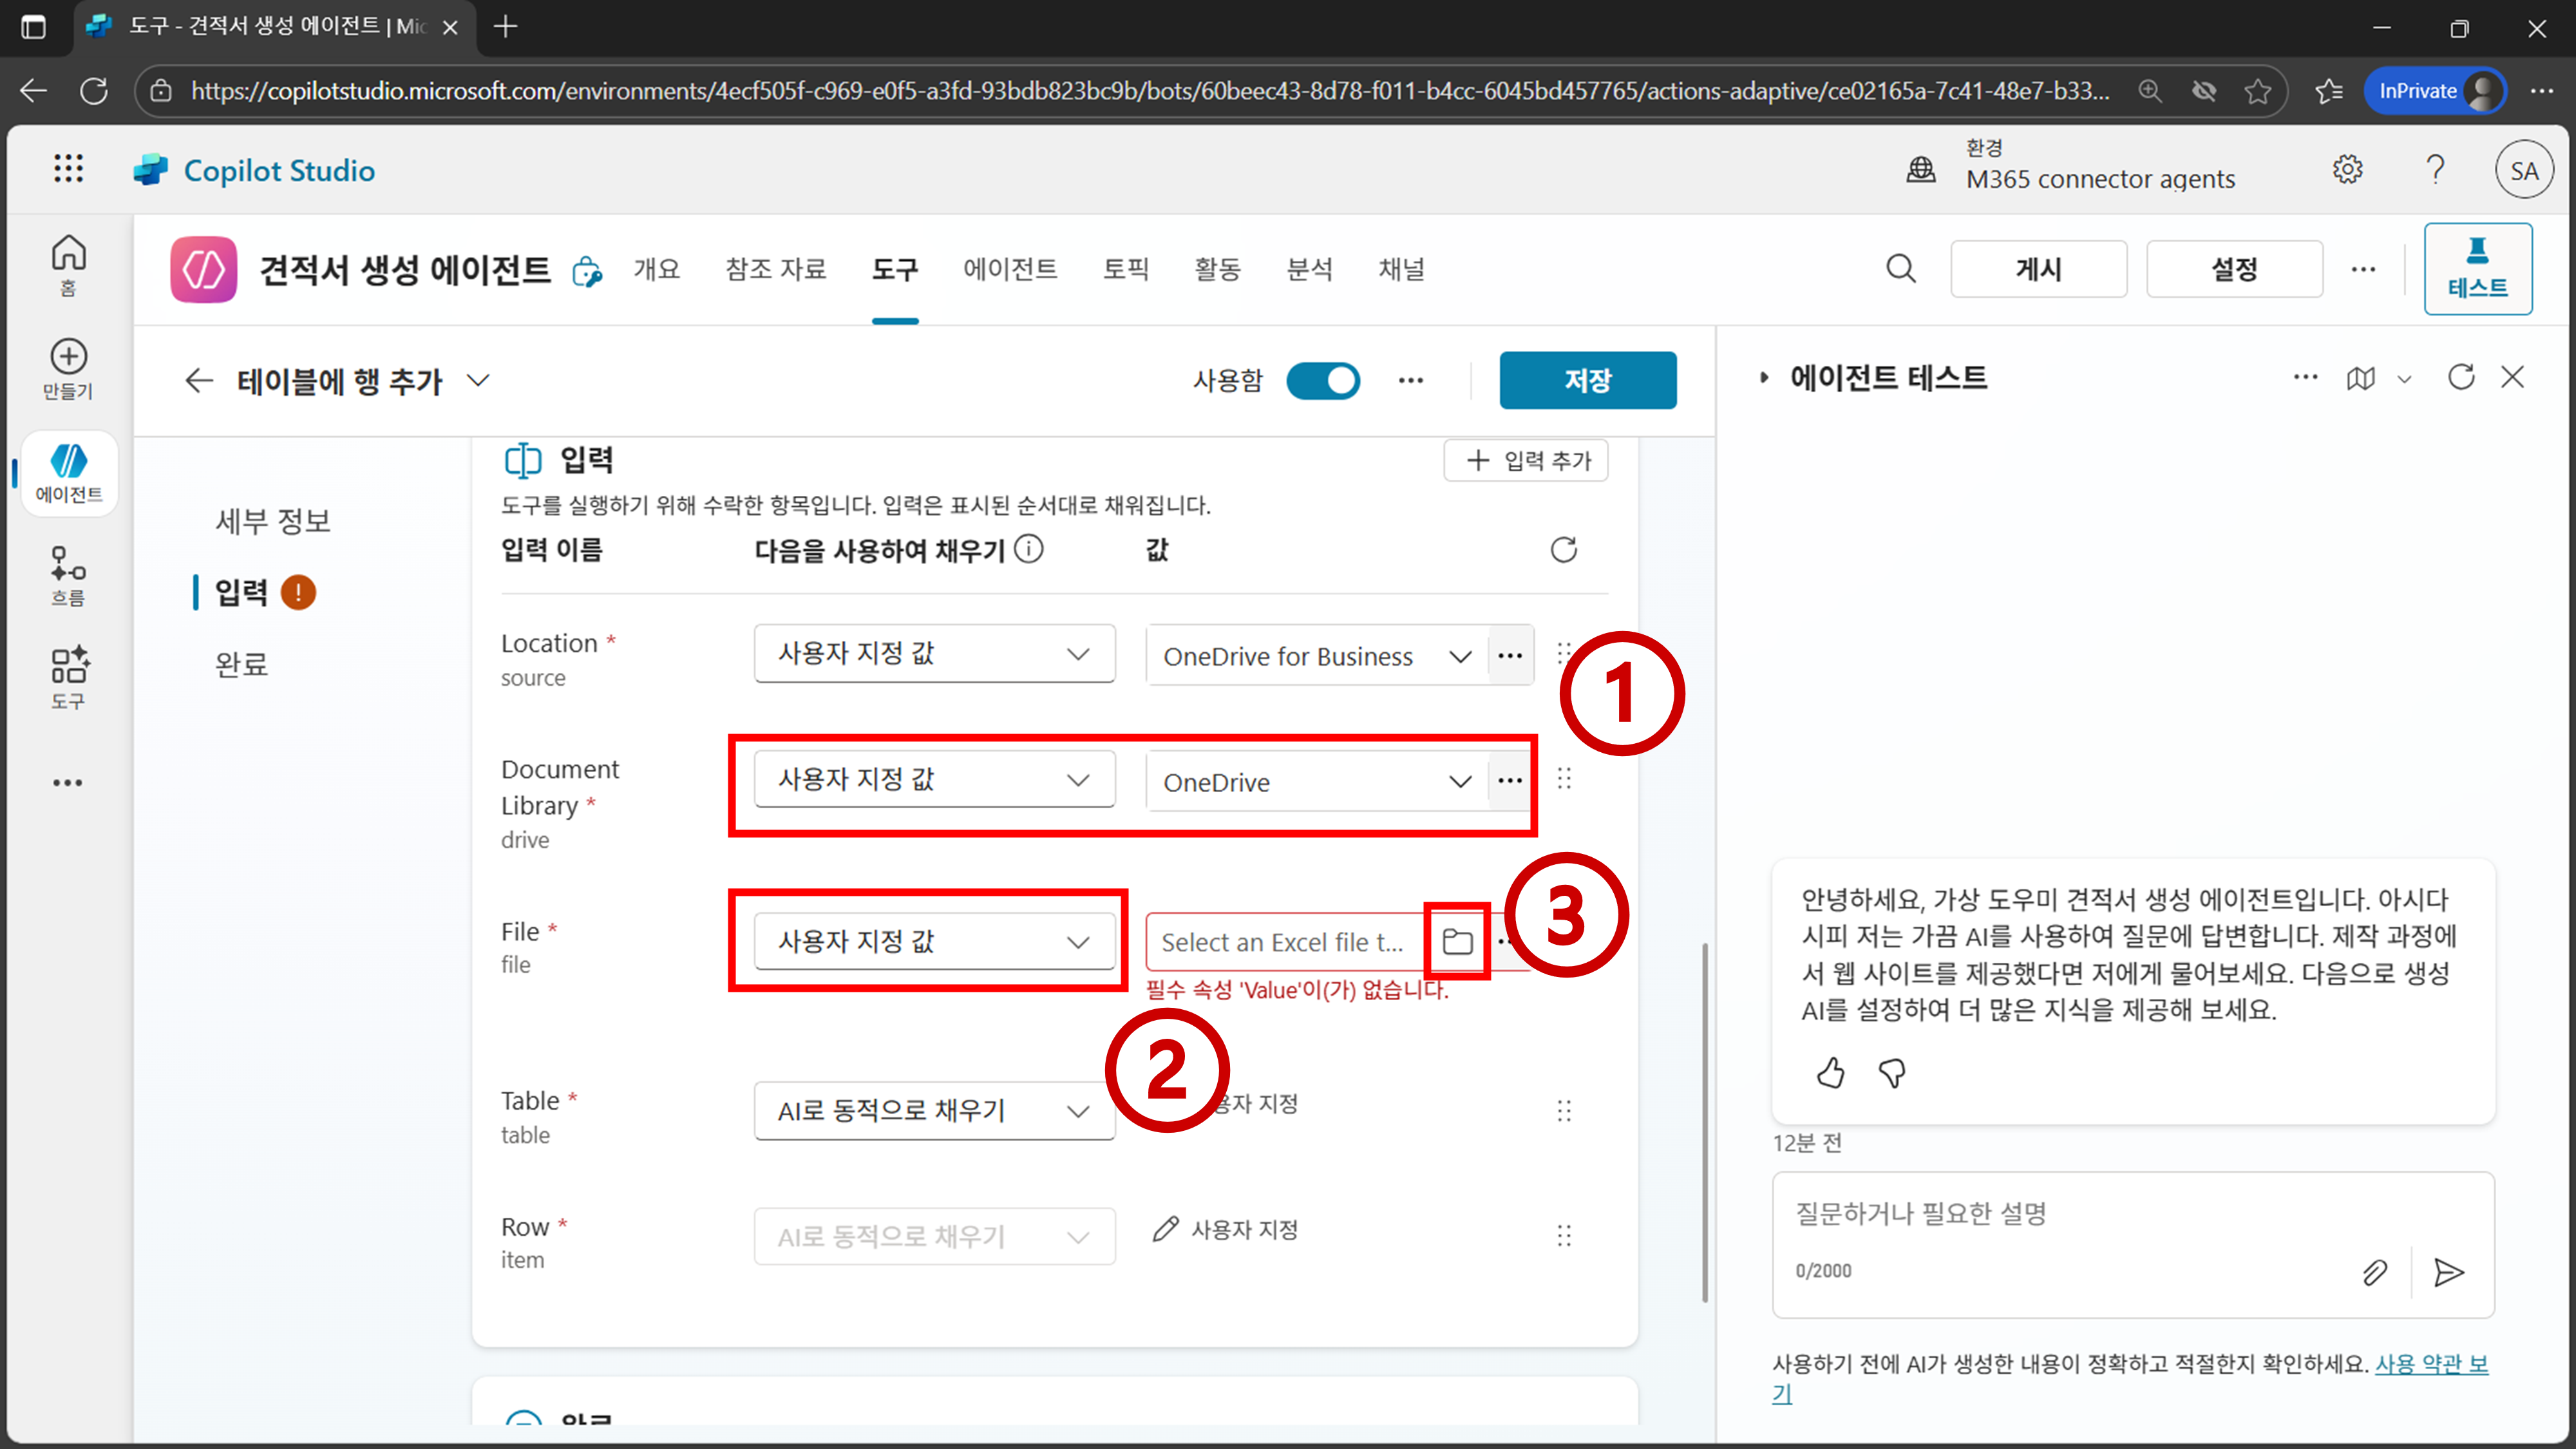 도구 - 견적서 생성 에이전트 | Mic
https://copilotstudio.microsoft.com/environments/4ecf505f-c969-e0f5-a3fd-93bdb823bc9b/bots/60beec43-8d78-f011-b4cc-6045bd457765/actions-adaptive/ce02165a-7c41-48e7-b33...
InPrivate
Copilot Studio
환경
M365 connector agents
SA
홈
만들기
에이전트
흐름
도구
견적서 생성 에이전트
개요
참조 자료
도구
에이전트
토픽
활동
분석
채널
게시
설정
테스트
테이블에 행 추가
사용함
저장
세부 정보
입력
완료
입력
입력 추가
도구를 실행하기 위해 수락한 항목입니다. 입력은 표시된 순서대로 채워집니다.
입력 이름
다음을 사용하여 채우기
값
Location *
source
사용자 지정 값
OneDrive for Business
1
Document
Library *
drive
사용자 지정 값
OneDrive
File *
file
사용자 지정 값
Select an Excel file t...
3
필수 속성 'Value'이(가) 없습니다.
2
Table *
table
AI로 동적으로 채우기
용자 지정
Row *
item
AI로 동적으로 채우기
사용자 지정
에이전트 테스트
안녕하세요, 가상 도우미 견적서 생성 에이전트입니다. 아시다
시피 저는 가끔 AI를 사용하여 질문에 답변합니다. 제작 과정에
서 웹 사이트를 제공했다면 저에게 물어보세요. 다음으로 생성
AI를 설정하여 더 많은 지식을 제공해 보세요.
12분 전
질문하거나 필요한 설명
0/2000
사용하기 전에 AI가 생성한 내용이 정확하고 적절한지 확인하세요. 사용 약관 보
기